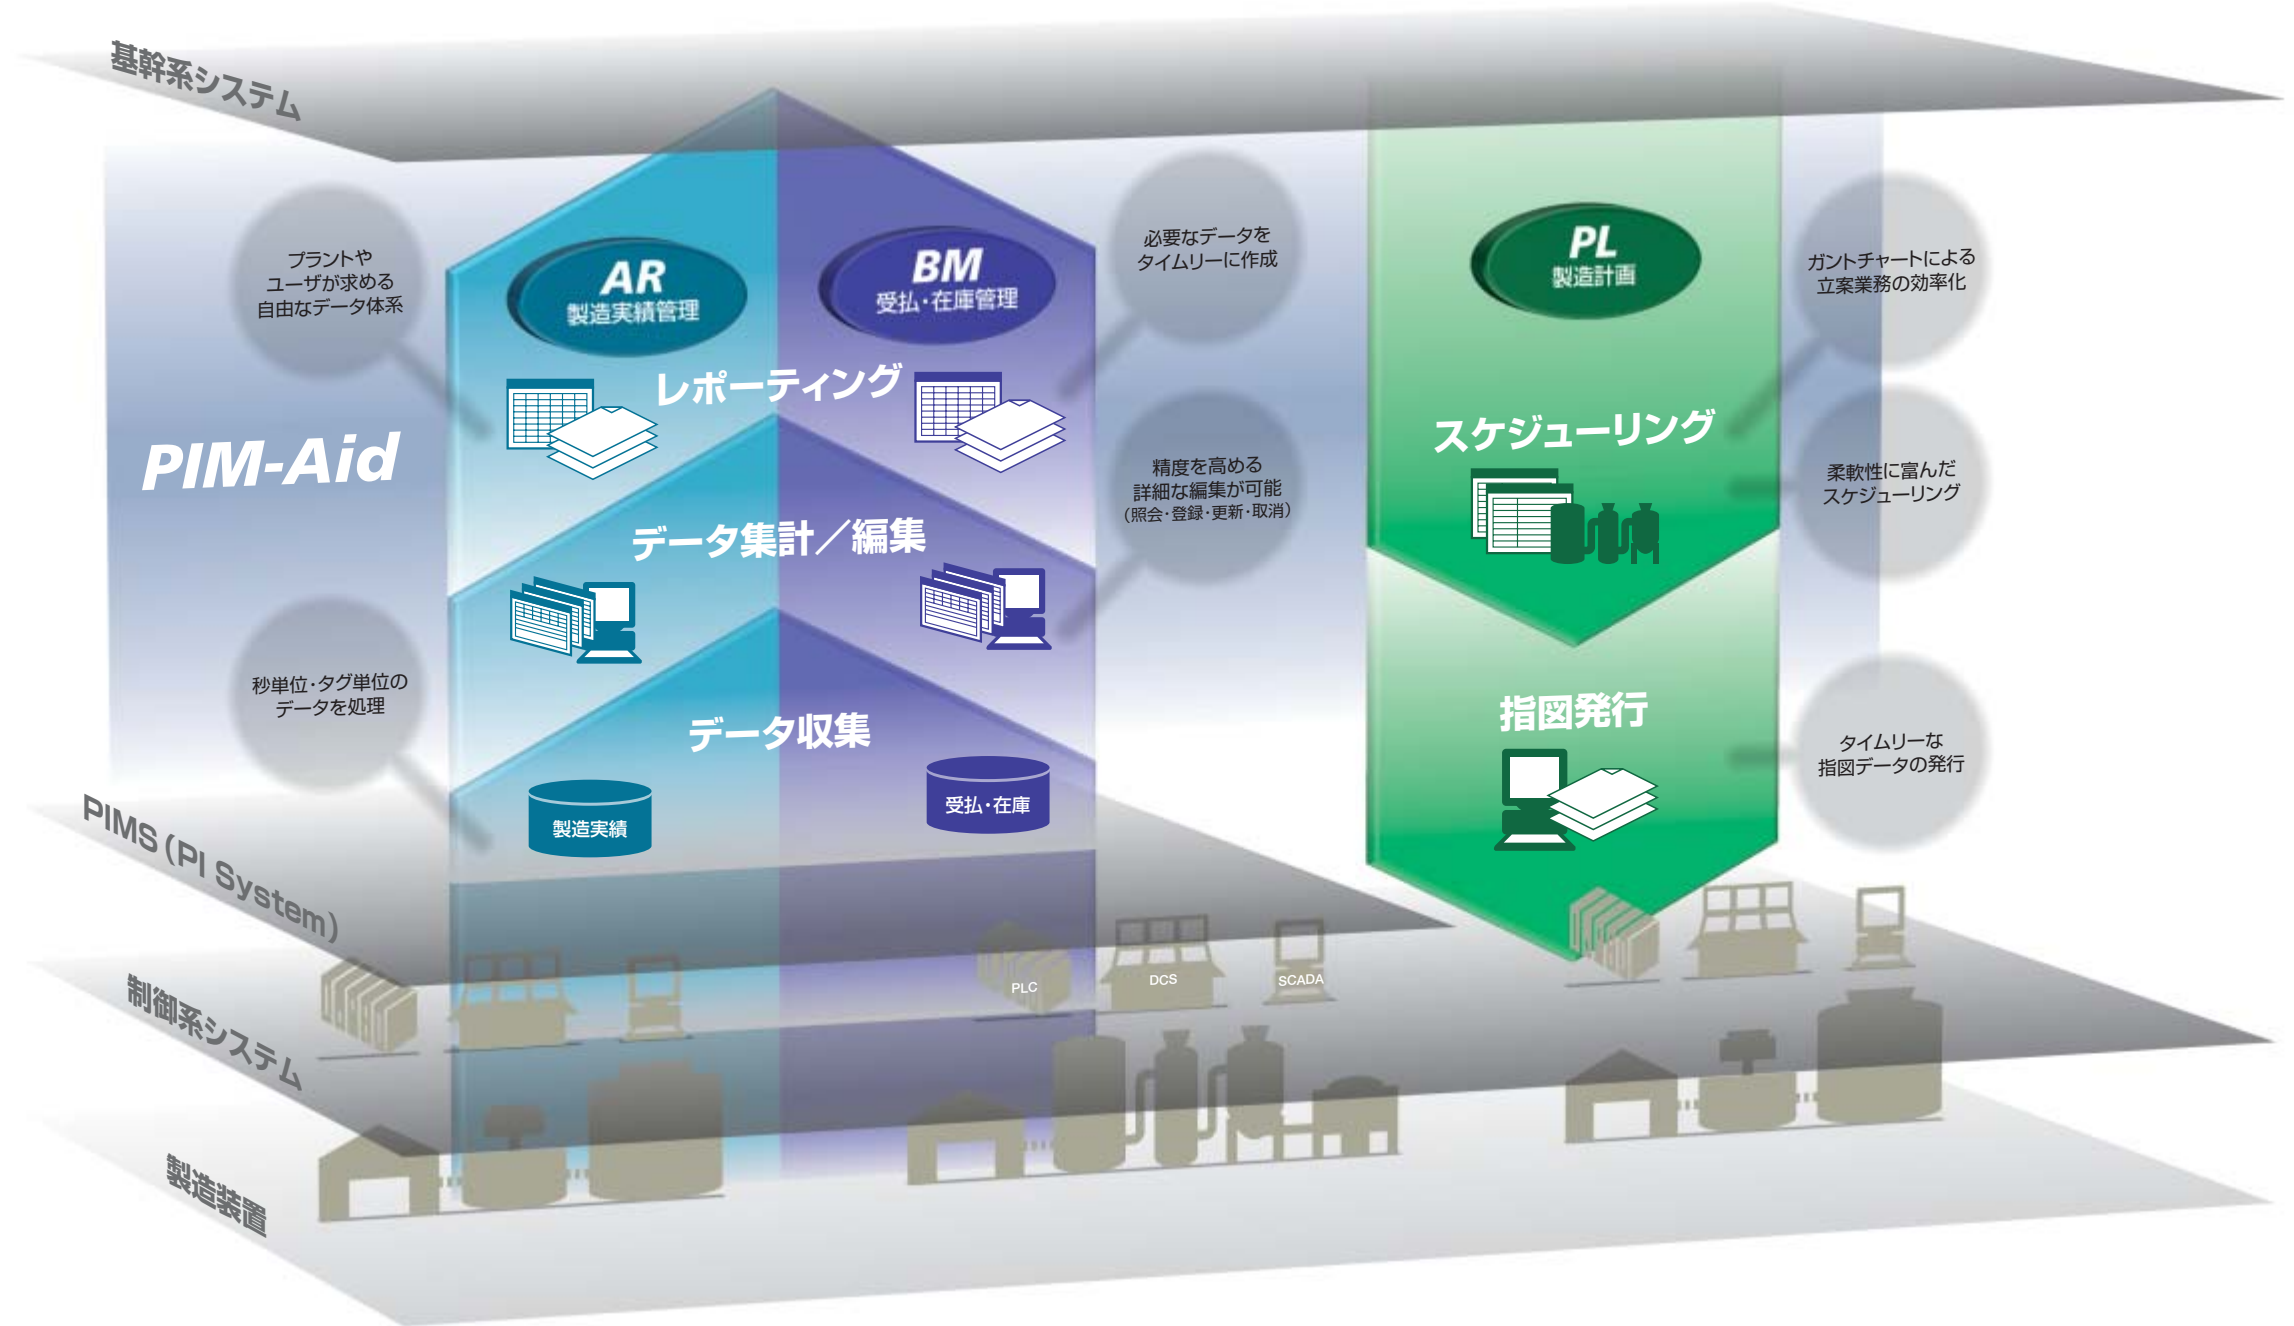 基幹系システム
プラントや
ユーザが求める
自由なデータ体系
AR
製造実績管理
BM
受払・在庫管理
必要なデータを
タイムリーに作成
PL
製造計画
ガントチャートによる
立案業務の効率化
レポーティング
PIM-Aid
スケジューリング
精度を高める
詳細な編集が可能
（照会・登録・更新・取消）
柔軟性に富んだ
スケジューリング
データ集計／編集
秒単位・タグ単位の
データを処理
データ収集
指図発行
タイムリーな
指図データの発行
製造実績
受払・在庫
PIMS（PI System）
PLC
DCS
SCADA
制御系システム
製造装置